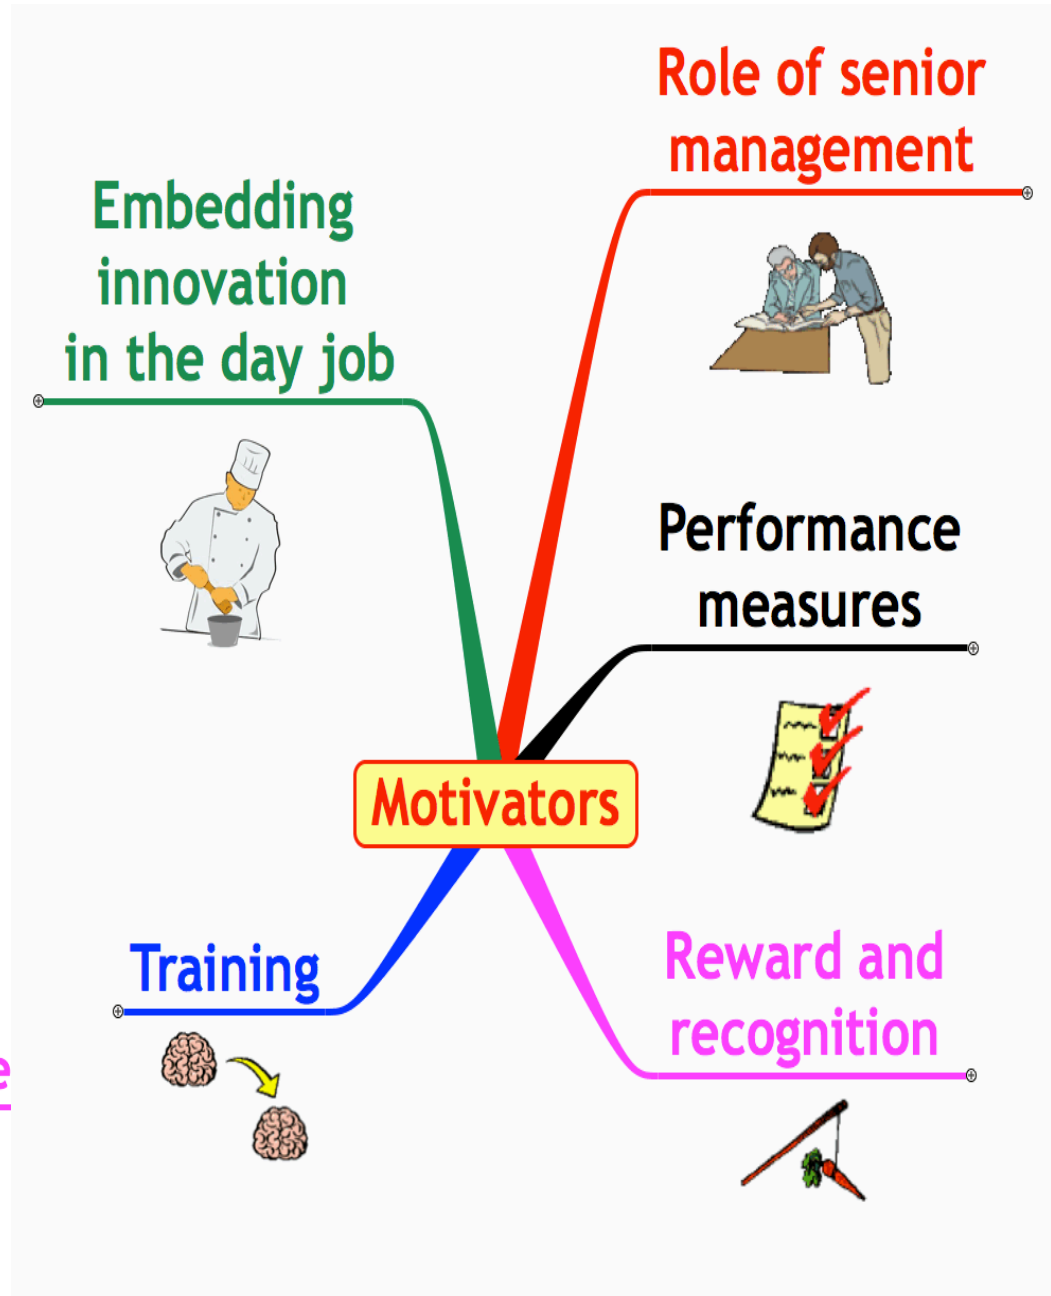 Role of senior
management
Embedding
innovation
in the day job
Performance
measures
Motivators
Training
Reward and
recognition
e